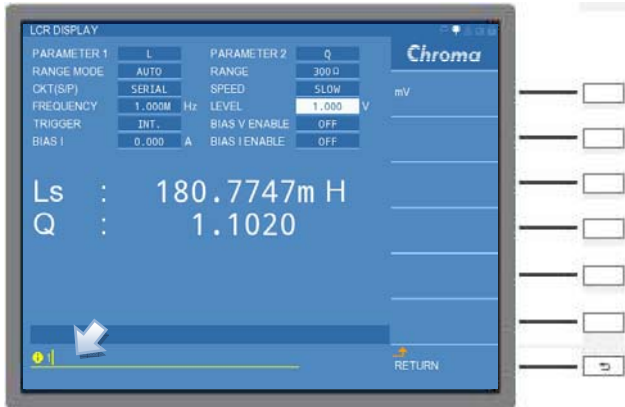 LCR DISPLAY
Chroma
PARAMETER 1 L PARAMETER 2 Q
RANGE MODE AUTO RANGE 300Ω
CKT(S/P) SERIAL SPEED SLOW mV
FREQUENCY 1.000M Hz LEVEL 1.000 V
TRIGGER INT. BIAS V ENABLE OFF
BIAS I 0.000 A BIAS I ENABLE OFF
Ls : 180.7747m H
Q : 1.1020
1
RETURN